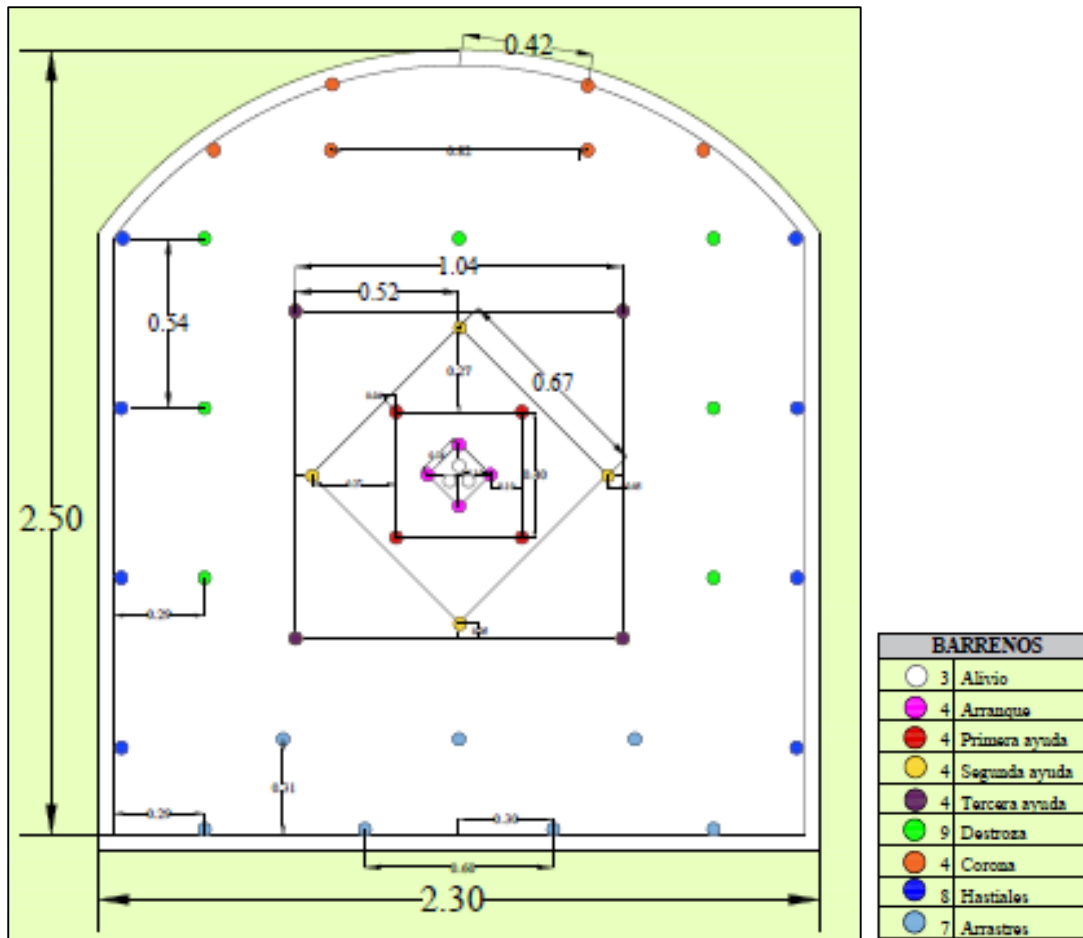 0.42
0.82
1.04
0.52
0.54
0.27
0.67
2.50
0.29
0.29
0.31
0.30
0.60
2.30
BARRENOS
3 Alivio
4 Arranque
4 Primera ayuda
4 Segunda ayuda
4 Tercera ayuda
9 Destroza
4 Corona
8 Hastiales
7 Arrastres